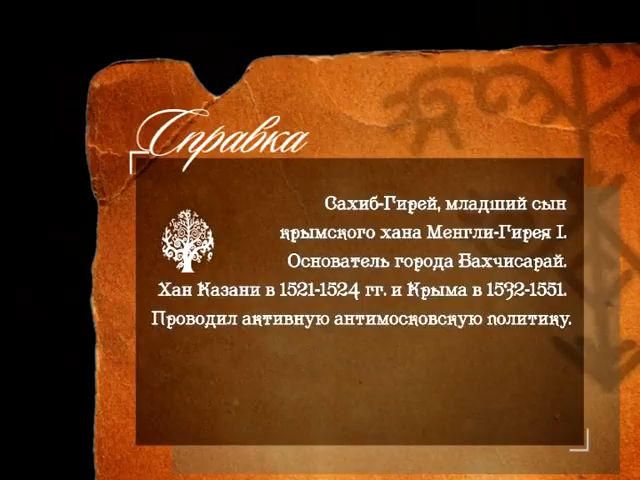 Справка
Сахиб-Гирей, младший сын
крымского хана Менгли-Гирея I.
Основатель города Бахчисарай.
Хан Казани в 1521-1524 гг. и Крыма в 1532-1551.
Проводил активную антимосковскую политику.